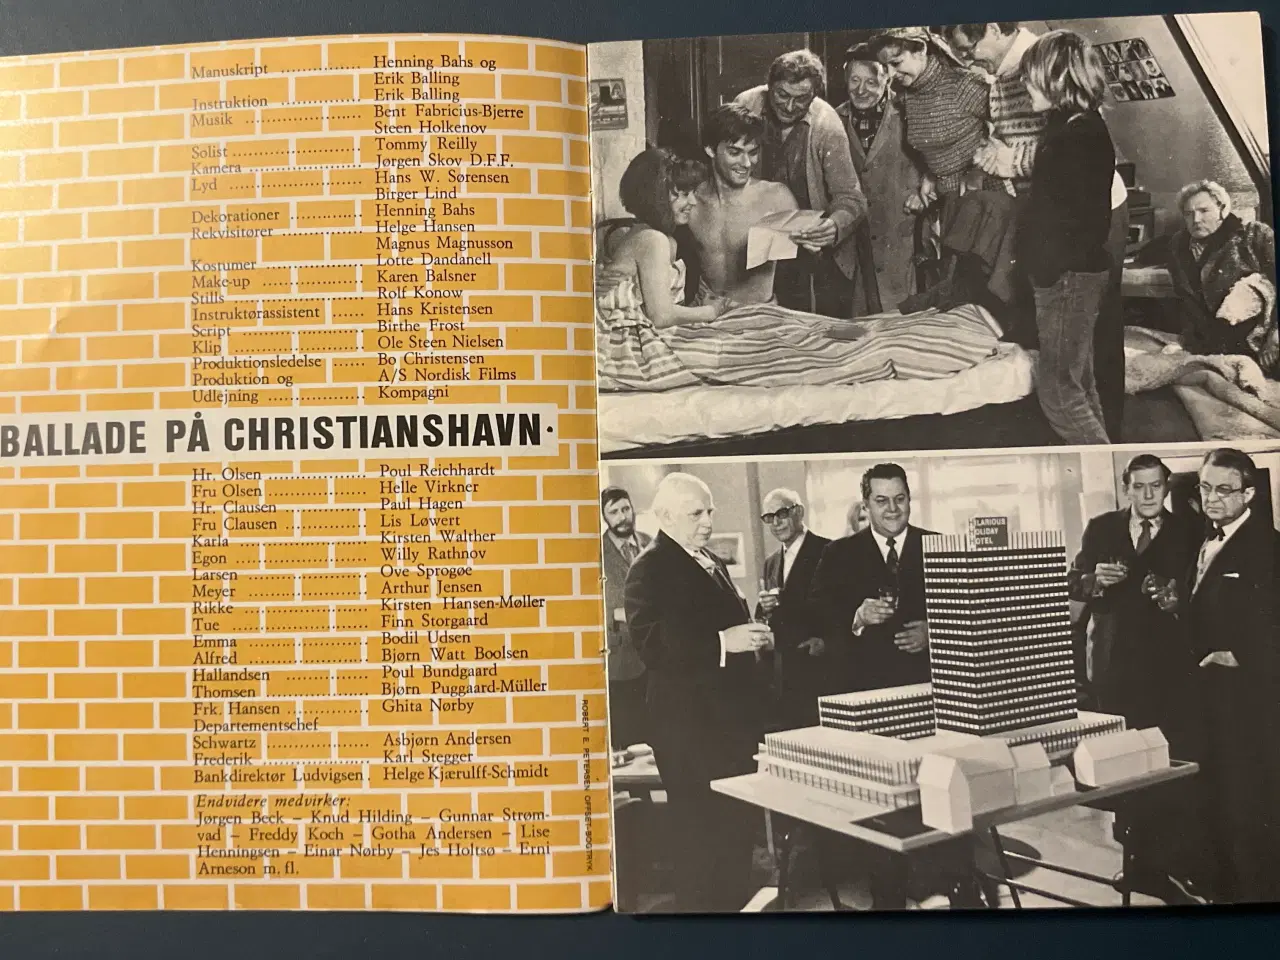 Manuskript ............... Henning Bahs og
Erik Balling
Instruktion .............. Erik Balling
Musik ................. Bent Fabricius-Bjerre
Steen Holkenov
Solist ................ Tommy Reilly
Kamera ............... Jørgen Skov D.F.F.
Lyd .................... Hans W. Sørensen
Birger Lind
Dekorationer ........... Henning Bahs
Rekvisitører ............ Helge Hansen
Magnus Magnusson
Kostumer ............... Lotte Dandanell
Make-up ............... Karen Balsner
Stills .................... Rolf Konow
Instruktørassistent ...... Hans Kristensen
Script ................... Birthe Frost
Klip .................... Ole Steen Nielsen
Produktionsledelse ...... Bo Christensen
Produktion og A/S Nordisk Films
Udlejning ............... Kompagni
BALLADE PÅ CHRISTIANSHAVN
Hr. Olsen ............... Poul Reichhardt
Fru Olsen ............... Helle Virkner
Hr. Clausen ............. Paul Hagen
Fru Clausen ............. Lis Løwert
Karla .................... Kirsten Walther
Egon .................... Willy Rathnov
Larsen .................. Ove Sprogøe
Meyer .................. Arthur Jensen
Rikke ................... Kirsten Hansen-Møller
Tue ..................... Finn Storgaard
Emma .................. Bodil Udsen
Alfred .................. Bjørn Watt Boolsen
Hallandsen .............. Poul Bundgaard
Thomsen ............... Bjørn Puggaard-Müller
Frk. Hansen ............. Ghita Nørby
Departementschef
Schwartz ................ Asbjørn Andersen
Frederik ................ Karl Stegger
Bankdirektør Ludvigsen . Helge Kjærulff-Schmidt
Endvidere medvirker:
Jørgen Beck – Knud Hilding – Gunnar Strøm-
vad – Freddy Koch – Gotha Andersen – Lise
Henningsen – Einar Nørby – Jes Holtsø – Erni
Arneson m. fl.
ROBERT E. PETERSEN OFFSET-BOGTRYK
HOLIDAY